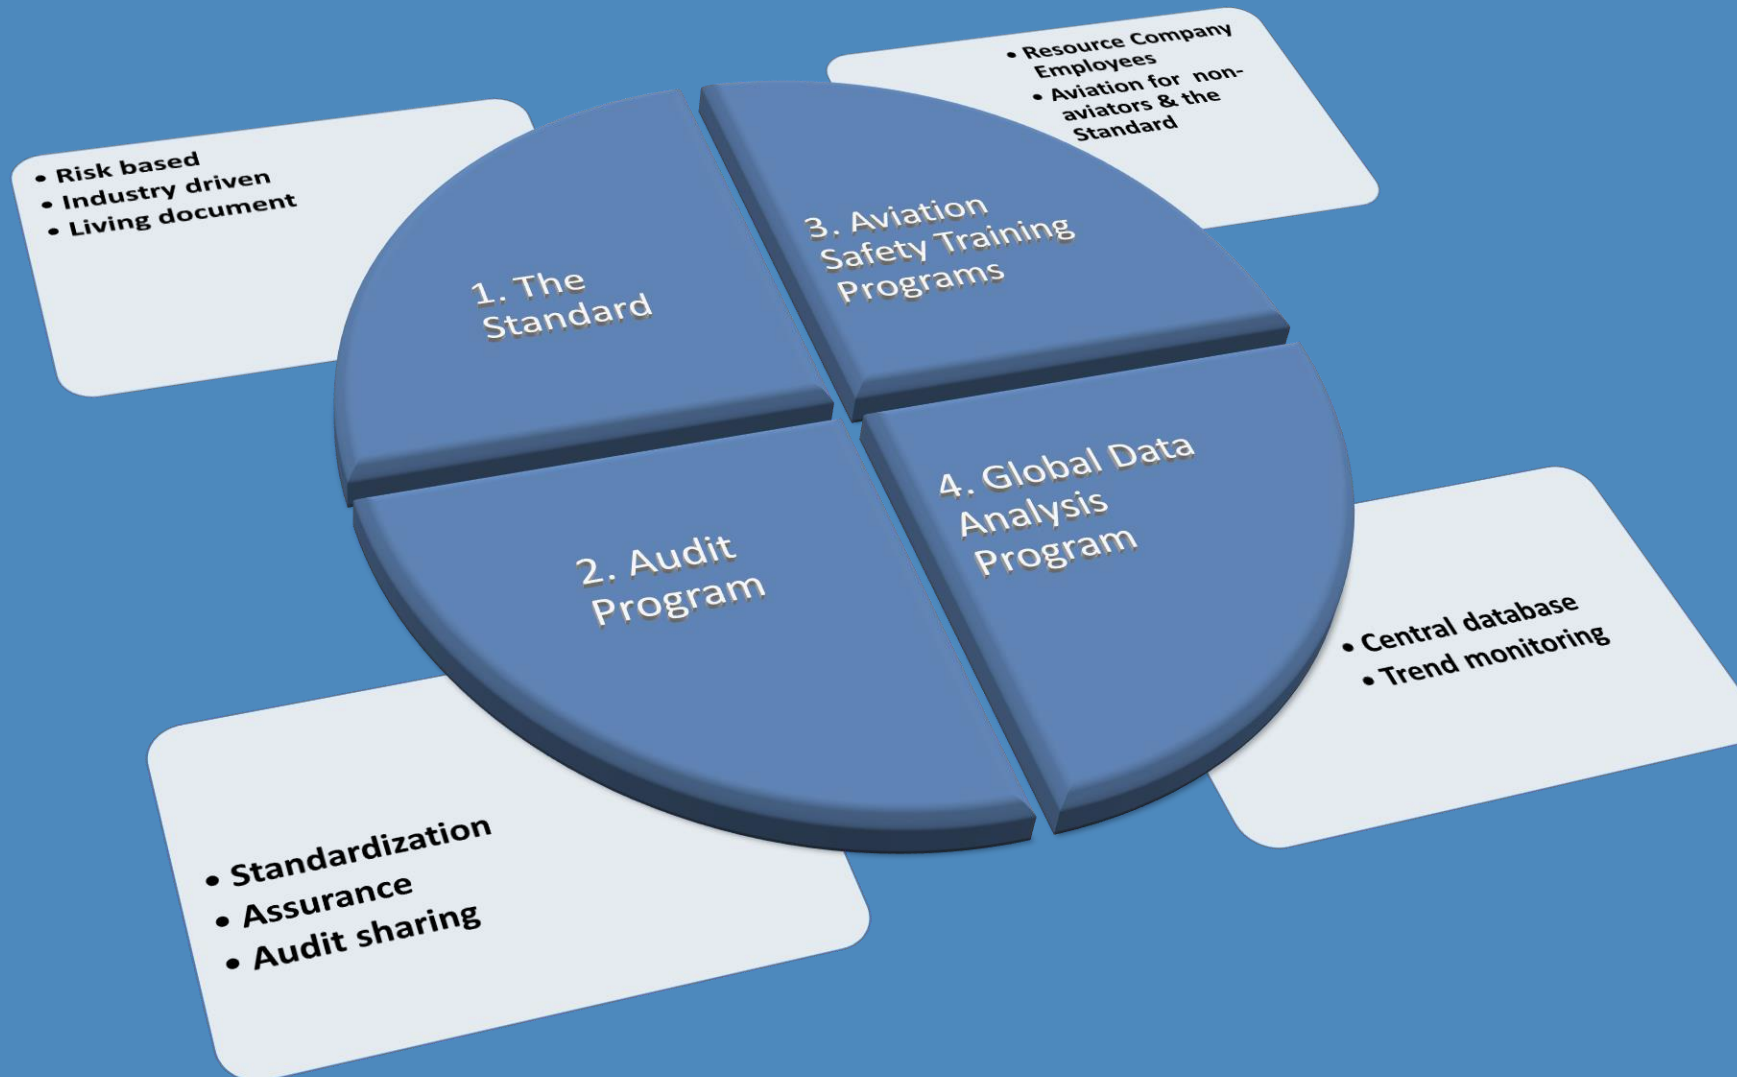 • Risk based
• Industry driven
• Living document
1. The
Standard
• Resource Company
Employees
• Aviation for non-
aviators & the
Standard
3. Aviation
Safety Training
Programs
2. Audit
Program
• Standardization
• Assurance
• Audit sharing
4. Global Data
Analysis
Program
• Central database
• Trend monitoring